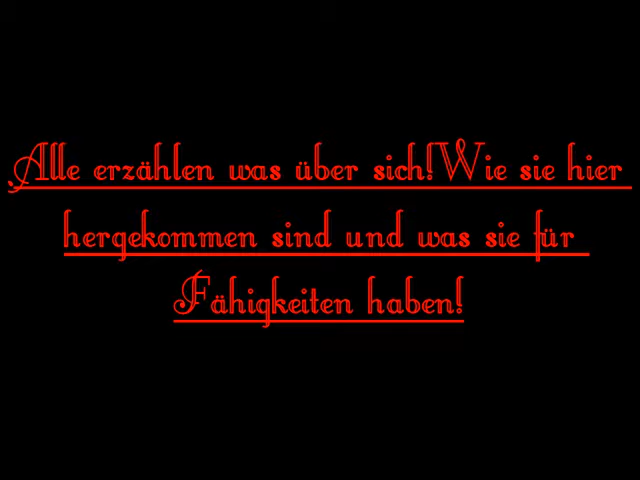 Alle erzählen was über sich!Wie sie hier
hergekommen sind und was sie für
Fähigkeiten haben!